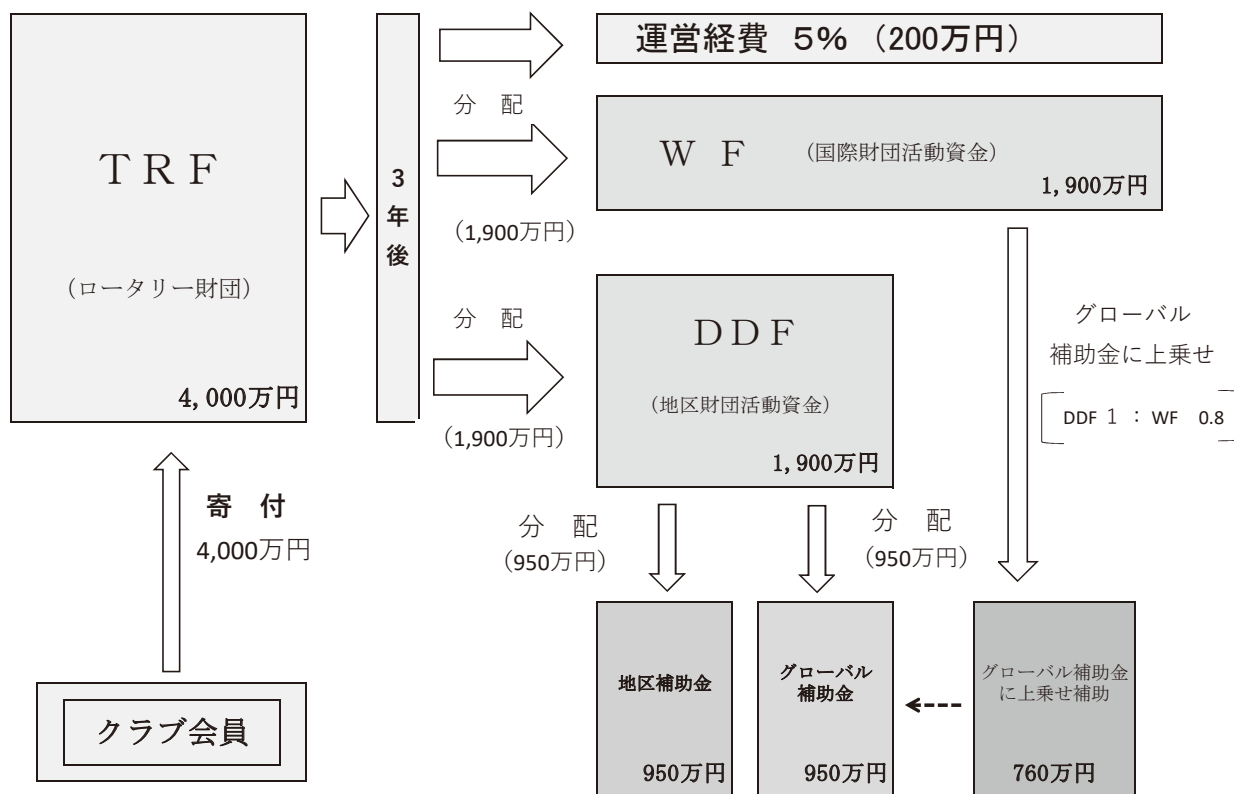 運営経費 5% (200万円)
分 配
ＷＦ (国際財団活動資金)
1,900万円
(1,900万円)
ＴＲＦ
(ロータリー財団)
4,000万円
3
年
後
分 配
(1,900万円)
ＤＤＦ
(地区財団活動資金)
1,900万円
グローバル
補助金に上乗せ
DDF 1 : WF 0.8
寄 付
4,000万円
分 配
(950万円)
分 配
(950万円)
クラブ会員
地区補助金
950万円
グローバル
補助金
950万円
グローバル補助金
に上乗せ補助
760万円